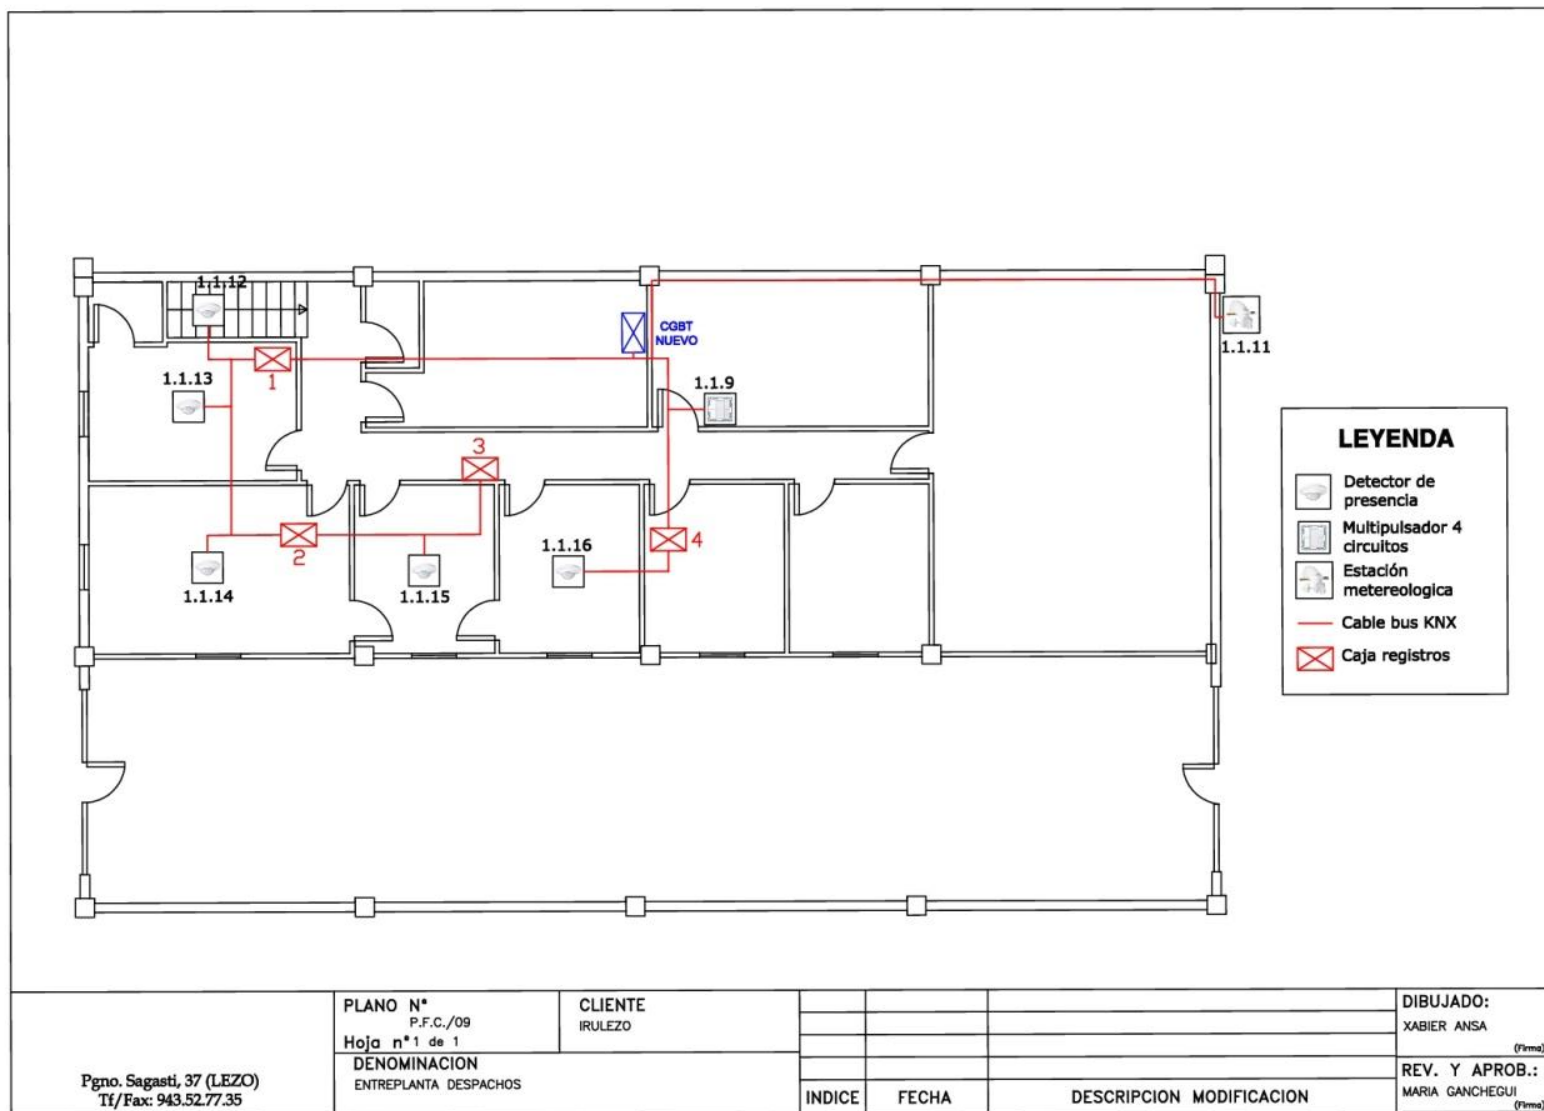 1.1.12
CGBT
NUEVO
1.1.11
1.1.13
1
1.1.9
3
1.1.14
2
1.1.15
1.1.16
4
LEYENDA
Detector de
presencia
Multipulsador 4
circuitos
Estación
metereologica
Cable bus KNX
Caja registros
Pgno. Sagasti, 37 (LEZO)
Tf/Fax: 943.52.77.35
PLANO Nº
P.F.C./09
Hoja nº 1 de 1
CLIENTE
IRULEZO
DENOMINACION
ENTREPLANTA DESPACHOS
INDICE
FECHA
DESCRIPCION MODIFICACION
DIBUJADO:
XABIER ANSA
(Firma)
REV. Y APROB.:
MARIA GANCHEGUI
(Firma)